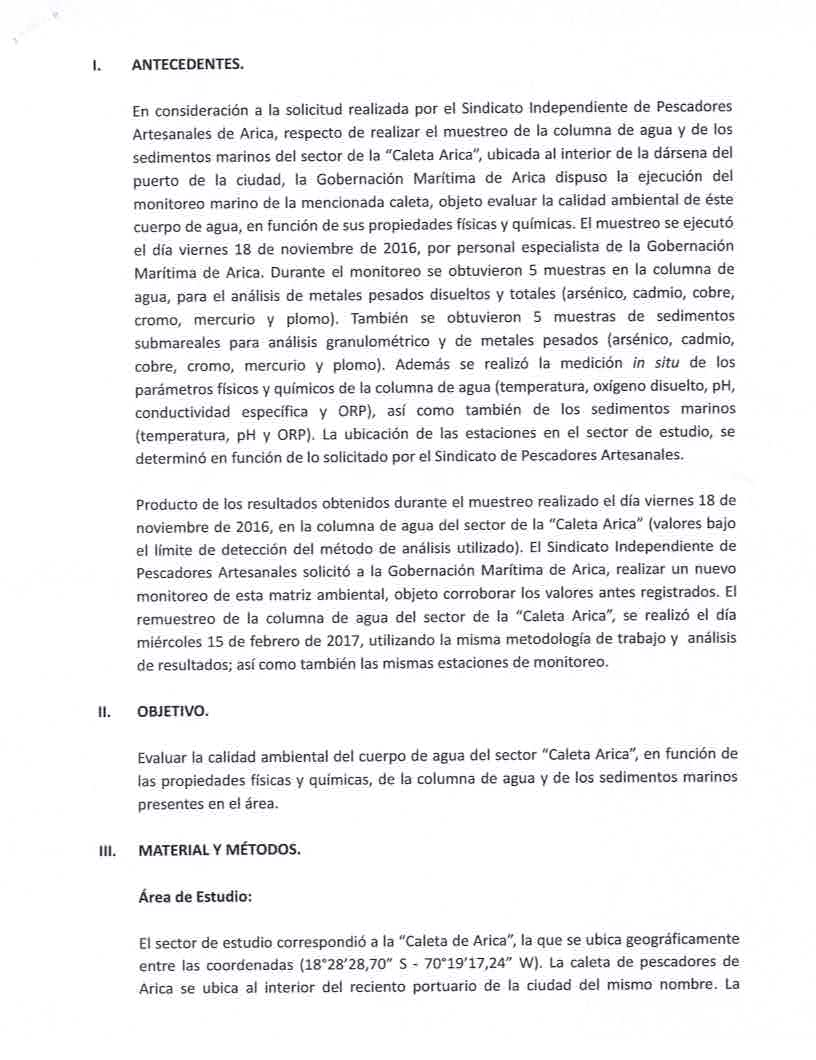 I. ANTECEDENTES.
En consideración a la solicitud realizada por el Sindicato Independiente de Pescadores
Artesanales de Arica, respecto de realizar el muestreo de la columna de agua y de los
sedimentos marinos del sector de la "Caleta Arica", ubicada al interior de la dársena del
puerto de la ciudad, la Gobernación Marítima de Arica dispuso la ejecución del
monitoreo marino de la mencionada caleta, objeto evaluar la calidad ambiental de éste
cuerpo de agua, en función de sus propiedades físicas y químicas. El muestreo se ejecutó
el día viernes 18 de noviembre de 2016, por personal especialista de la Gobernación
Marítima de Arica. Durante el monitoreo se obtuvieron 5 muestras en la columna de
agua, para el análisis de metales pesados disueltos y totales (arsénico, cadmio, cobre,
cromo, mercurio y plomo). También se obtuvieron 5 muestras de sedimentos
submareales para análisis granulométrico y de metales pesados (arsénico, cadmio,
cobre, cromo, mercurio y plomo). Además se realizó la medición in situ de los
parámetros físicos y químicos de la columna de agua (temperatura, oxígeno disuelto, pH,
conductividad específica y ORP), así como también de los sedimentos marinos
(temperatura, pH y ORP). La ubicación de las estaciones en el sector de estudio, se
determinó en función de lo solicitado por el Sindicato de Pescadores Artesanales.
Producto de los resultados obtenidos durante el muestreo realizado el día viernes 18 de
noviembre de 2016, en la columna de agua del sector de la "Caleta Arica" (valores bajo
el límite de detección del método de análisis utilizado). El Sindicato Independiente de
Pescadores Artesanales solicitó a la Gobernación Marítima de Arica, realizar un nuevo
monitoreo de esta matriz ambiental, objeto corroborar los valores antes registrados. El
remuestreo de la columna de agua del sector de la "Caleta Arica", se realizó el día
miércoles 15 de febrero de 2017, utilizando la misma metodología de trabajo y análisis
de resultados; así como también las mismas estaciones de monitoreo.
II. OBJETIVO.
Evaluar la calidad ambiental del cuerpo de agua del sector "Caleta Arica", en función de
las propiedades físicas y químicas, de la columna de agua y de los sedimentos marinos
presentes en el área.
III. MATERIAL Y MÉTODOS.
Área de Estudio:
El sector de estudio correspondió a la "Caleta de Arica", la que se ubica geográficamente
entre las coordenadas (18°28'28,70" S - 70°19'17,24" W). La caleta de pescadores de
Arica se ubica al interior del reciento portuario de la ciudad del mismo nombre. La